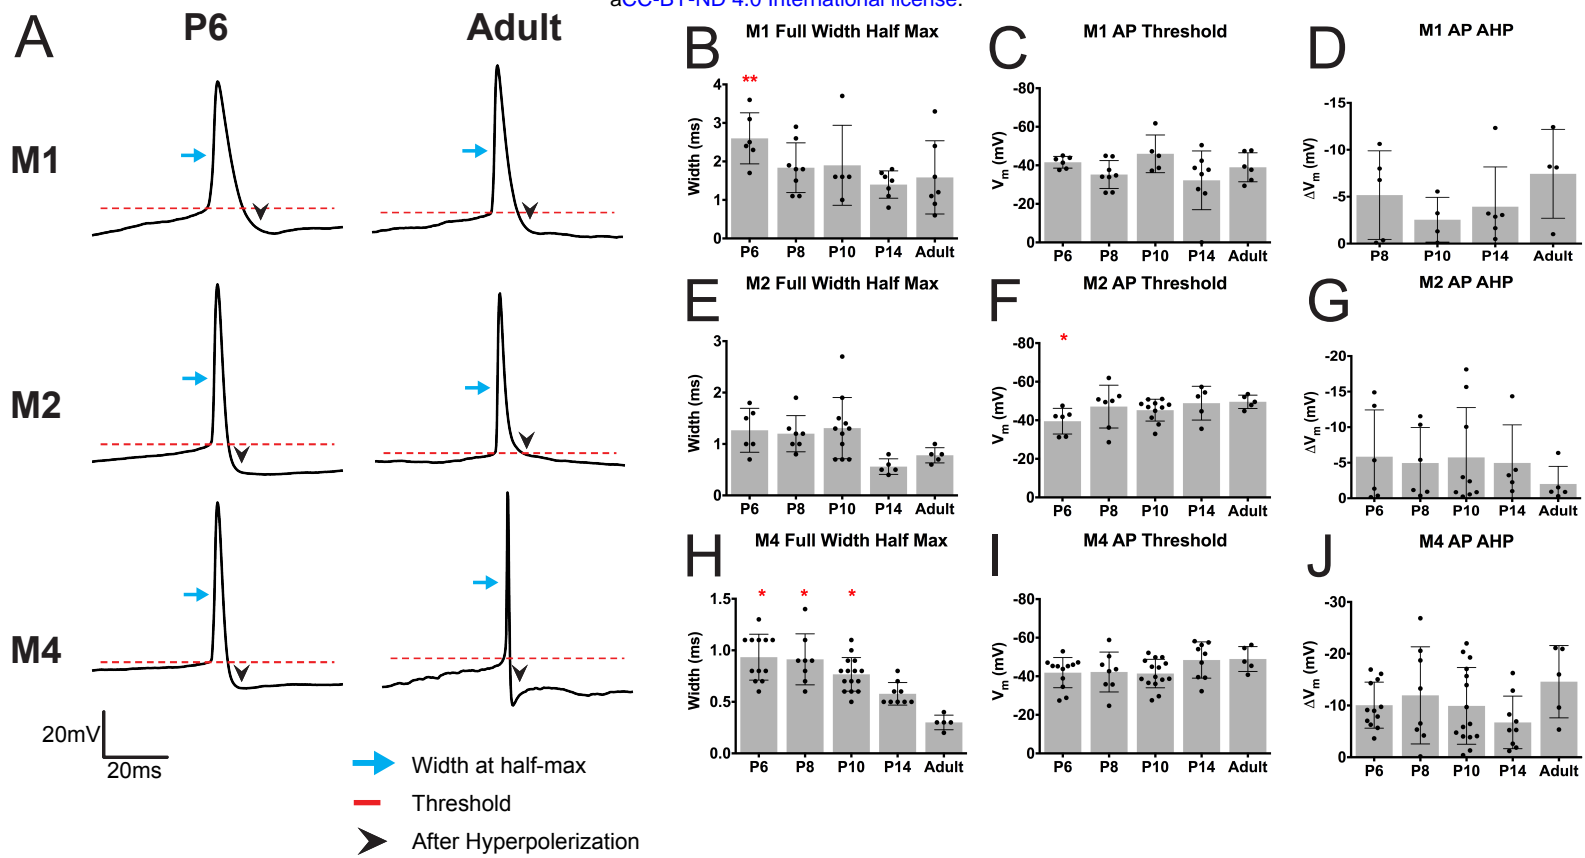 aCC-BY-ND 4.0 International license.
A
P6
Adult
M1
M2
M4
20mV
20ms
Width at half-max
Threshold
After Hyperpolerization
B
M1 Full Width Half Max
**
Width (ms)
4
3
2
1
0
P6 P8 P10 P14 Adult
C
M1 AP Threshold
Vm (mV)
-80
-60
-40
-20
0
P6 P8 P10 P14 Adult
D
M1 AP AHP
ΔVm (mV)
-15
-10
-5
0
P8 P10 P14 Adult
E
M2 Full Width Half Max
Width (ms)
3
2
1
0
P6 P8 P10 P14 Adult
F
M2 AP Threshold
*
Vm (mV)
-80
-60
-40
-20
0
P6 P8 P10 P14 Adult
G
M2 AP AHP
ΔVm (mV)
-20
-15
-10
-5
0
P6 P8 P10 P14 Adult
H
M4 Full Width Half Max
* * *
Width (ms)
1.5
1.0
0.5
0.0
P6 P8 P10 P14 Adult
I
M4 AP Threshold
Vm (mV)
-80
-60
-40
-20
0
P6 P8 P10 P14 Adult
J
M4 AP AHP
ΔVm (mV)
-30
-20
-10
0
P6 P8 P10 P14 Adult